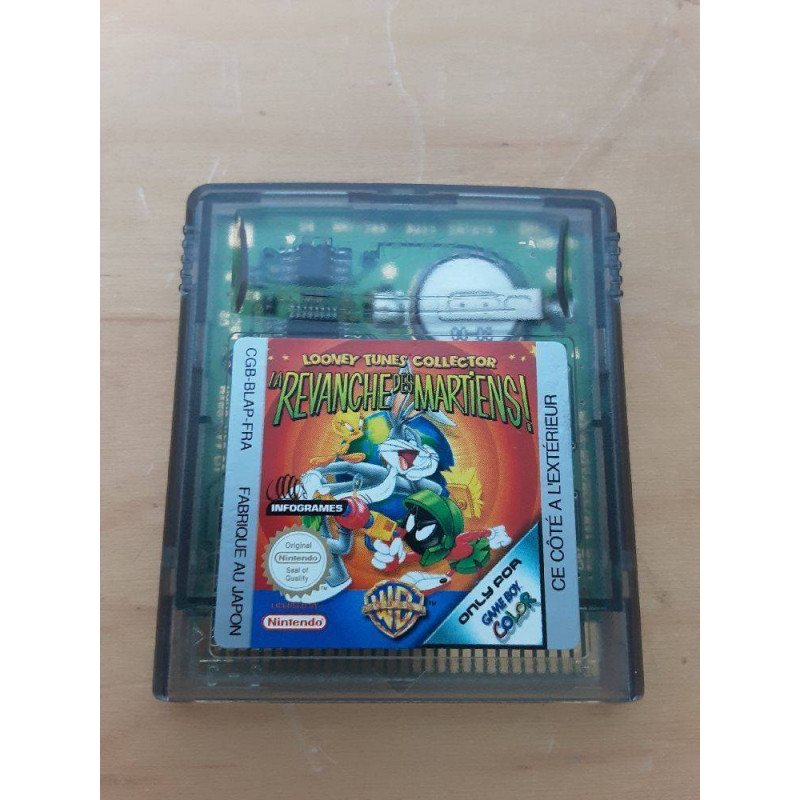 LOONEY TUNES COLLECTOR
LA REVANCHE DES MARTIENS!
CGB-BLAP-FRA
FABRIQUE AU JAPON
INFOGRAMES
Original
Nintendo
Seal of
Quality
LICENSED BY
Nintendo
WB
TM
ONLY FOR
GAME BOY
COLOR
CE CÔTÉ A L'EXTÉRIEUR